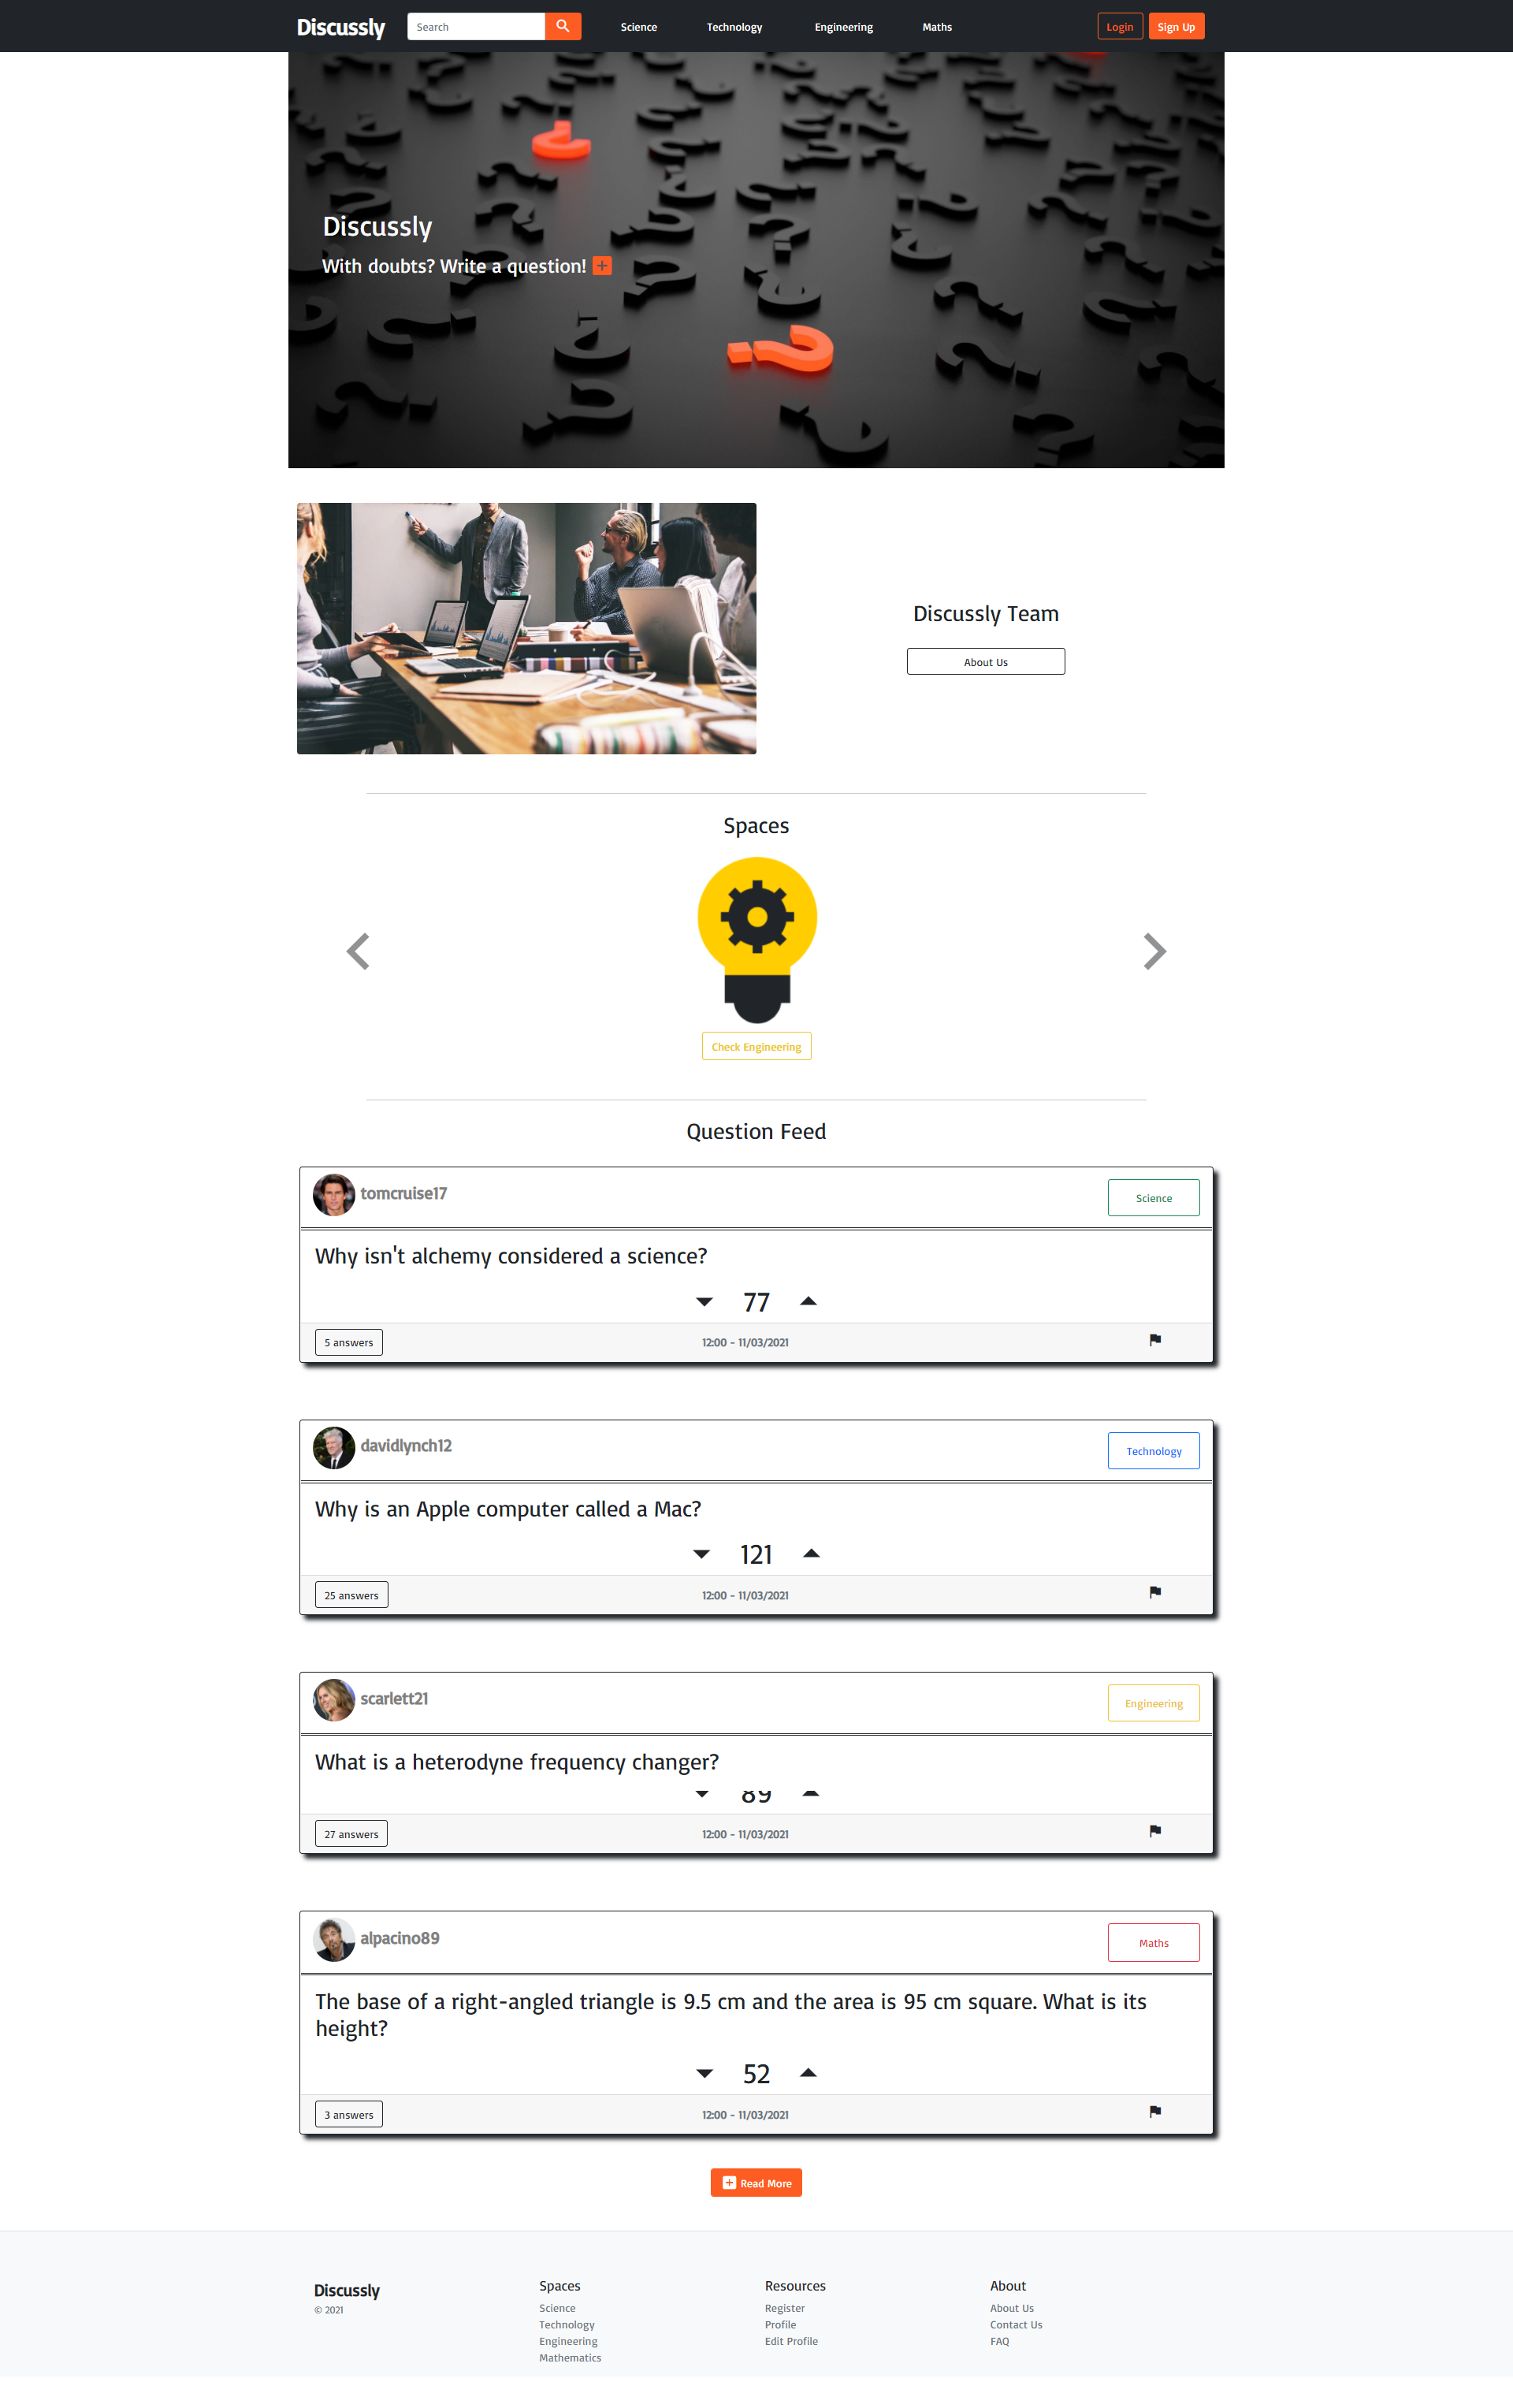 Discussly
Search
Science
Technology
Engineering
Maths
Login
Sign Up
Discussly
With doubts? Write a question!
Discussly Team
About Us
Spaces
Check Engineering
Question Feed
tomcruise17
Science
Why isn't alchemy considered a science?
77
5 answers
12:00 - 11/03/2021
davidlynch12
Technology
Why is an Apple computer called a Mac?
121
25 answers
12:00 - 11/03/2021
scarlett21
Engineering
What is a heterodyne frequency changer?
89
27 answers
12:00 - 11/03/2021
alpacino89
Maths
The base of a right-angled triangle is 9.5 cm and the area is 95 cm square. What is its
height?
52
3 answers
12:00 - 11/03/2021
Read More
Discussly
© 2021
Spaces
Science
Technology
Engineering
Mathematics
Resources
Register
Profile
Edit Profile
About
About Us
Contact Us
FAQ